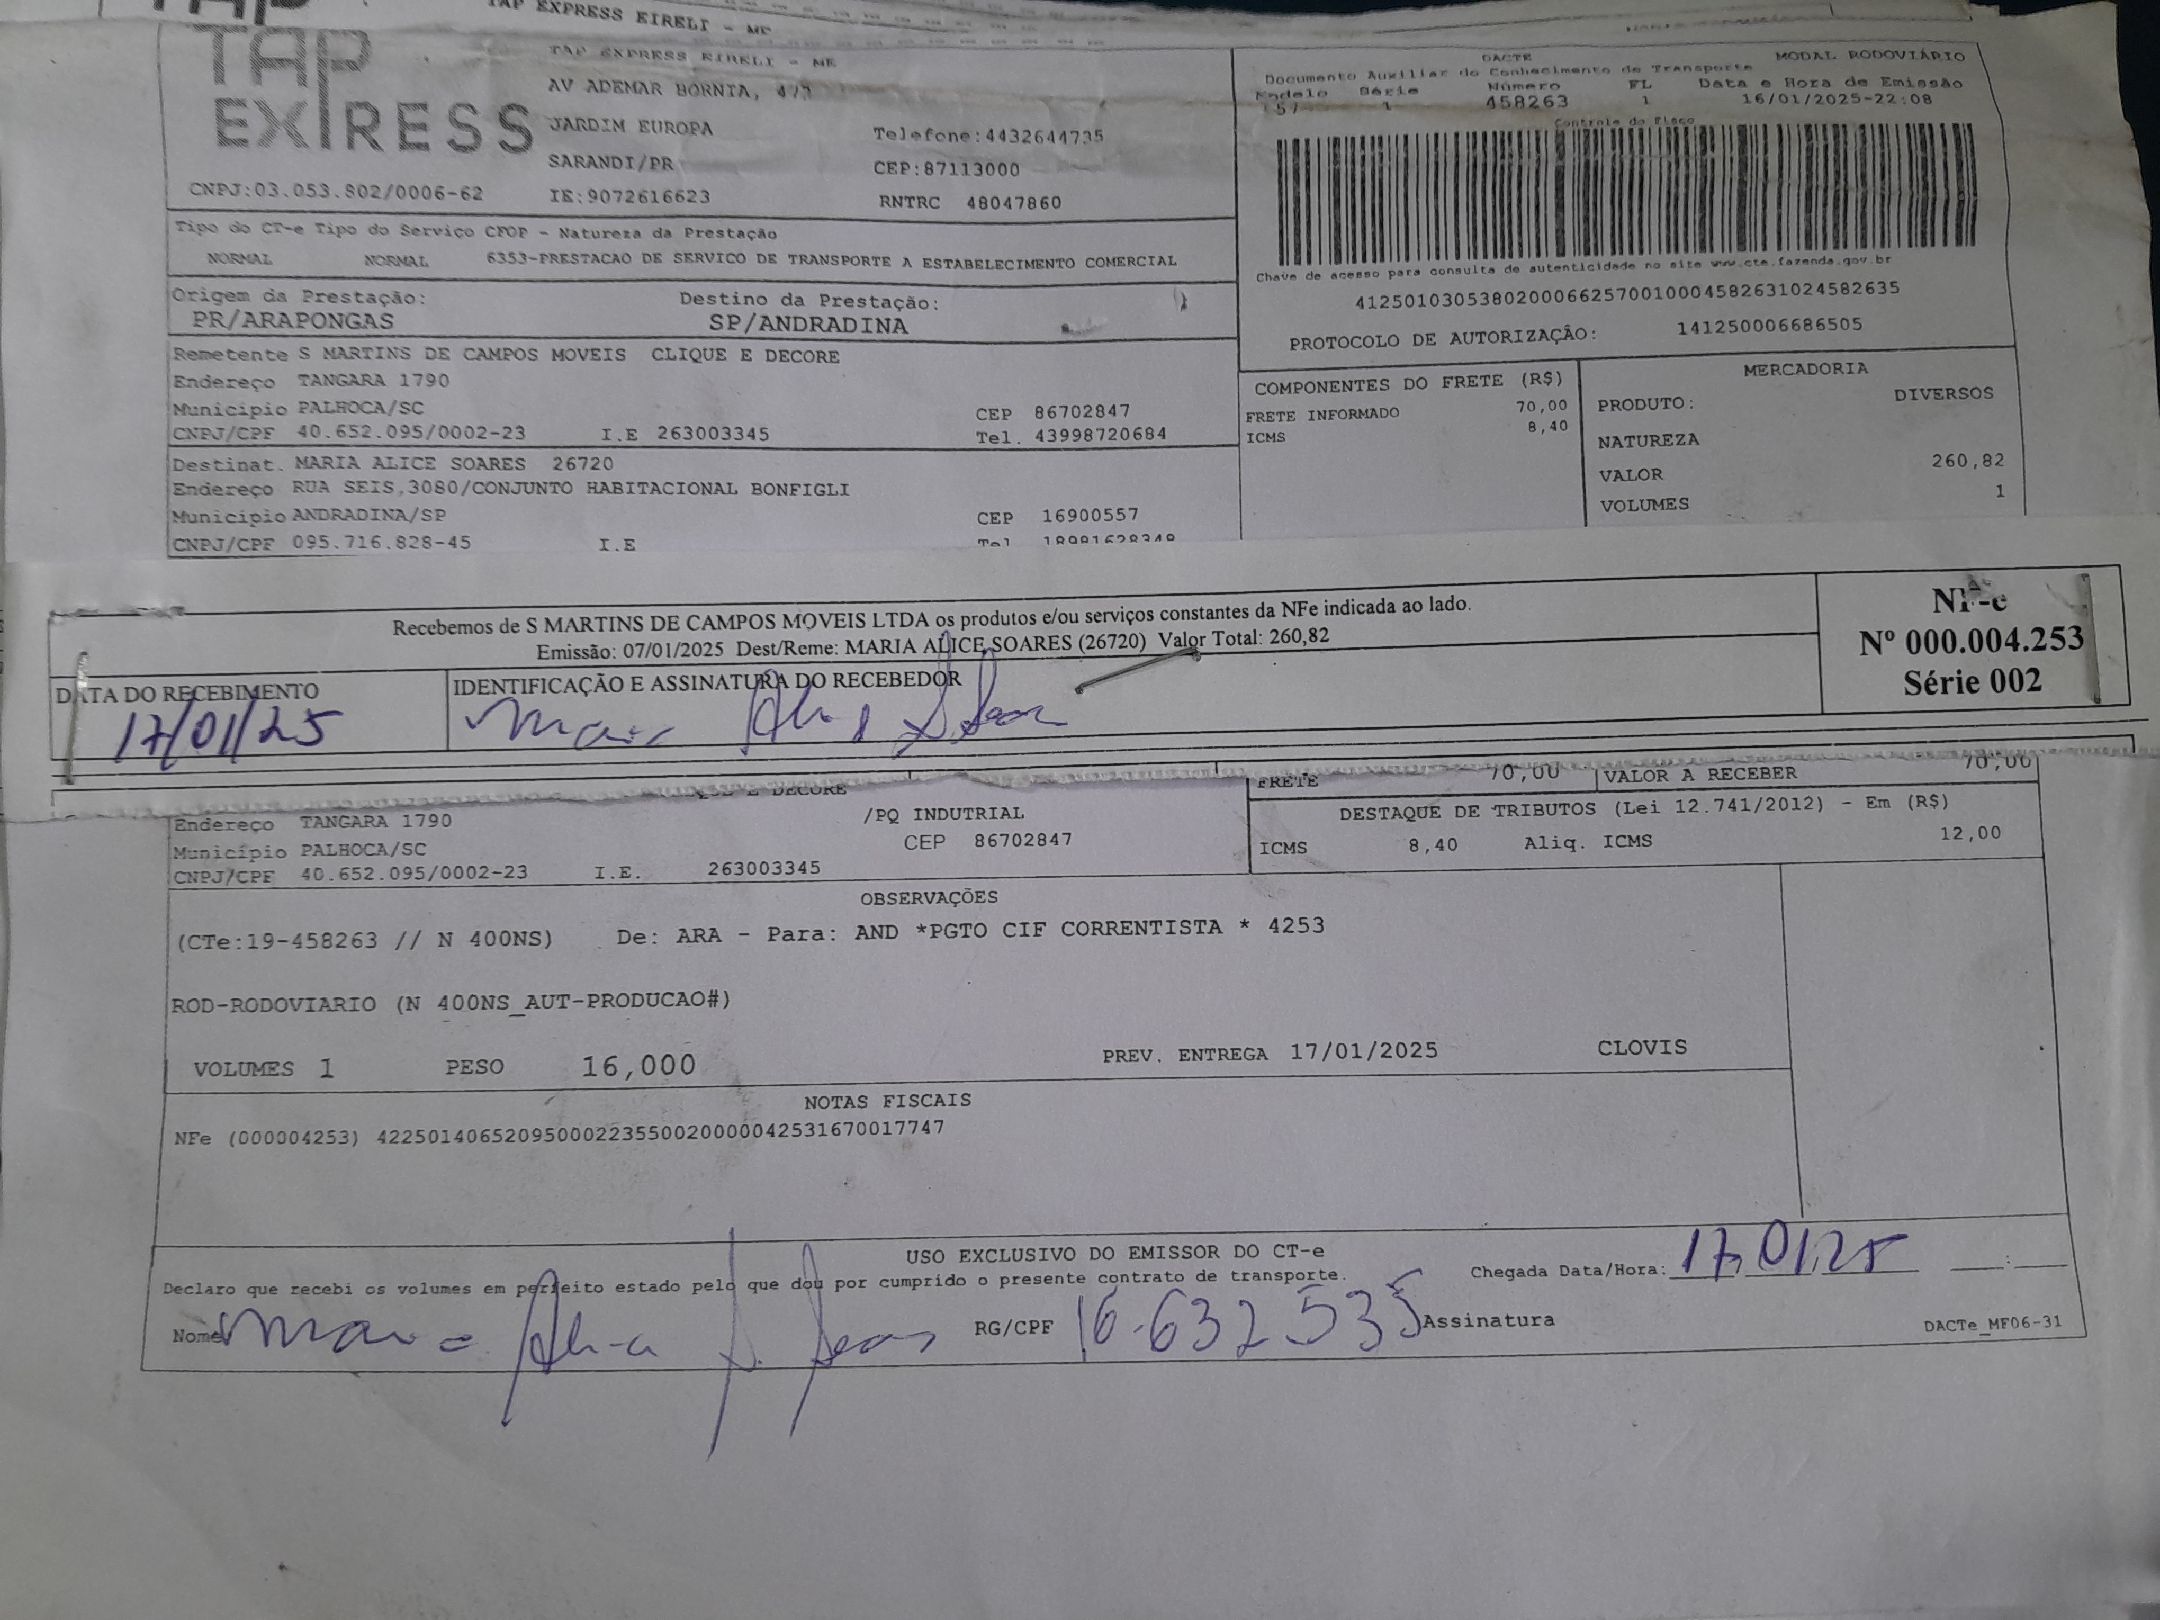 TAP EXPRESS EIRELI - ME
TAP EXPRESS
TAP EXPRESS EIRELI - ME
AV ADEMAR BORNIA,
JARDIM EUROPA Telefone:4432644735
SARANDI/PR CEP:87113000
CNPJ:03.053.802/0006-62 IE:9072616623 RNTRC 48047860
DACTE MODAL RODOVIÁRIO
Documento Auxiliar do Conhecimento de Transporte
Modelo Série Número FL Data e Hora de Emissão
57 1 458263 1 16/01/2025-22:08
Controle do Fisco
Chave de acesso para consulta de autenticidade no site www.cte.fazenda.gov.br
41250103053802000662570010004582631024582635
PROTOCOLO DE AUTORIZAÇÃO: 141250006686505
Tipo do CT-e Tipo do Serviço CFOP - Natureza da Prestação
NORMAL NORMAL 6353-PRESTACAO DE SERVICO DE TRANSPORTE A ESTABELECIMENTO COMERCIAL
Origem da Prestação: Destino da Prestação:
PR/ARAPONGAS SP/ANDRADINA
Remetente S MARTINS DE CAMPOS MOVEIS CLIQUE E DECORE
Endereço TANGARA 1790
Município PALHOCA/SC CEP 86702847
CNPJ/CPF 40.652.095/0002-23 I.E 263003345 Tel. 43998720684
Destinat. MARIA ALICE SOARES 26720
Endereço RUA SEIS,3080/CONJUNTO HABITACIONAL BONFIGLI
Município ANDRADINA/SP CEP 16900557
CNPJ/CPF 095.716.828-45 I.E Tel 18981628348
COMPONENTES DO FRETE (R$)
FRETE INFORMADO 70,00
ICMS 8,40
MERCADORIA
PRODUTO: DIVERSOS
NATUREZA
VALOR 260,82
VOLUMES 1
Recebemos de S MARTINS DE CAMPOS MOVEIS LTDA os produtos e/ou serviços constantes da NFe indicada ao lado.
Emissão: 07/01/2025 Dest/Reme: MARIA ALICE SOARES (26720) Valor Total: 260,82
DATA DO RECEBIMENTO IDENTIFICAÇÃO E ASSINATURA DO RECEBEDOR
17/01/25 Maria Alice S. Soares
NF-e
Nº 000.004.253
Série 002
FRETE 70,00 VALOR A RECEBER 70,00
DESTAQUE DE TRIBUTOS (Lei 12.741/2012) - Em (R$)
ICMS 8,40 Aliq. ICMS 12,00
E DECORE
Endereço TANGARA 1790 /PQ INDUTRIAL
Município PALHOCA/SC CEP 86702847
CNPJ/CPF 40.652.095/0002-23 I.E. 263003345
OBSERVAÇÕES
(CTe:19-458263 // N 400NS) De: ARA - Para: AND *PGTO CIF CORRENTISTA * 4253
ROD-RODOVIARIO (N 400NS_AUT-PRODUCAO#)
VOLUMES 1 PESO 16,000 PREV. ENTREGA 17/01/2025 CLOVIS
NOTAS FISCAIS
NFe (000004253) 42250140652095000223550020000042531670017747
USO EXCLUSIVO DO EMISSOR DO CT-e
Declaro que recebi os volumes em perfeito estado pelo que dou por cumprido o presente contrato de transporte. Chegada Data/Hora: 17.01.25 __:__
Nome Maria Alice S. Soares RG/CPF 16.632 535 Assinatura
DACTe_MF06-31